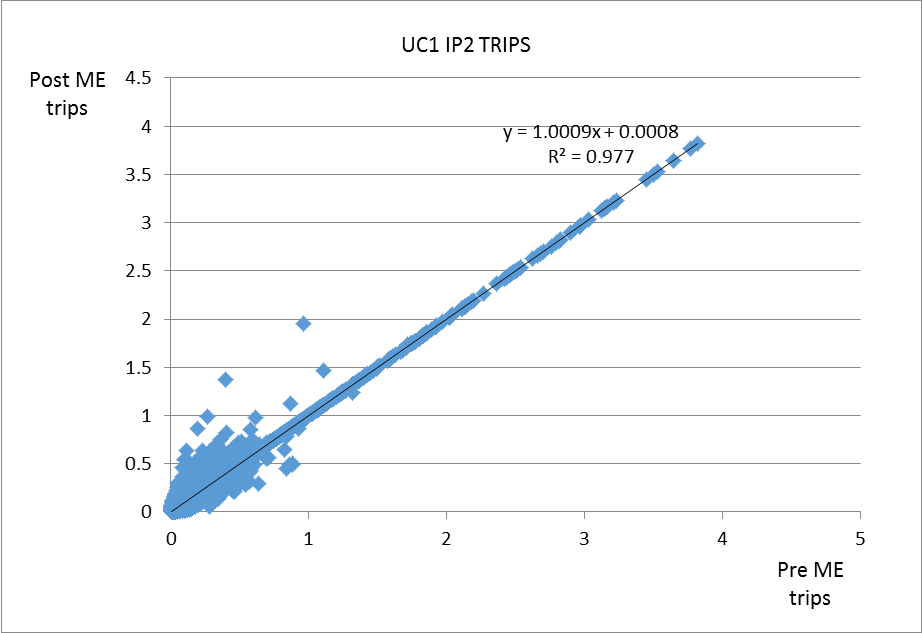 UC1 IP2 TRIPS
Post ME
trips
4.5
4
3.5
3
2.5
2
1.5
1
0.5
0
y = 1.0009x + 0.0008
R² = 0.977
0 1 2 3 4 5
Pre ME
trips